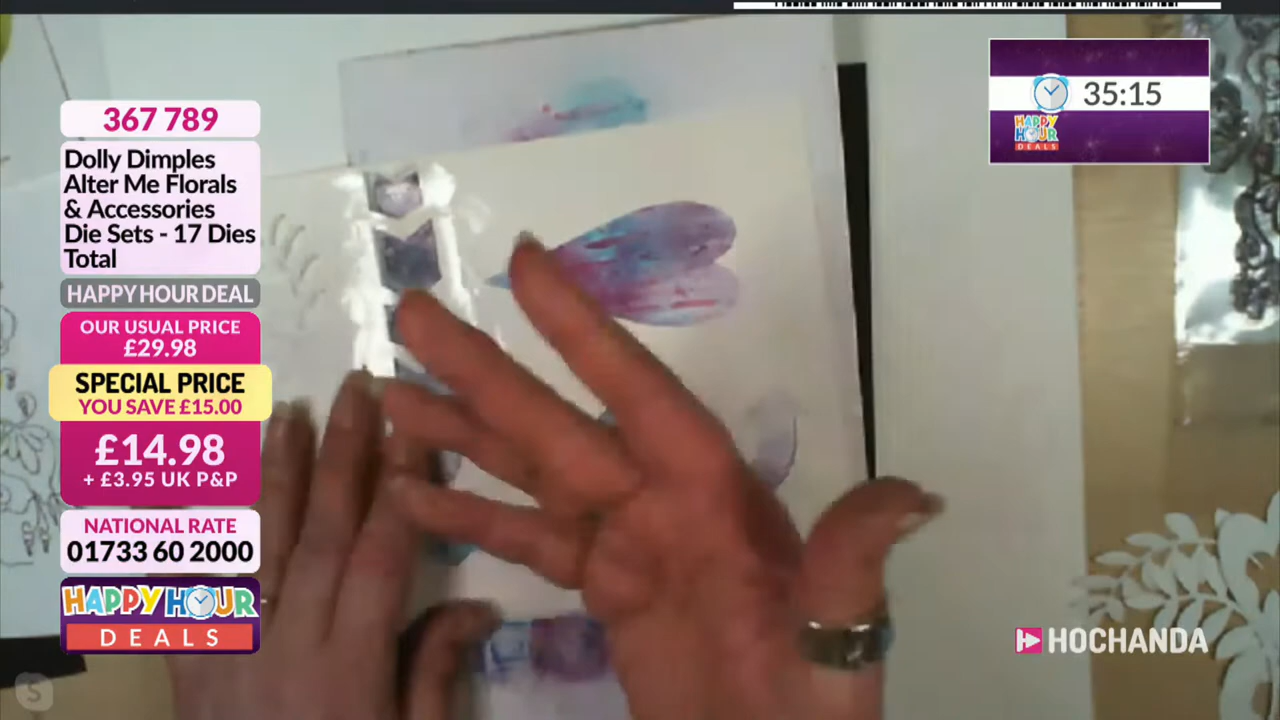 367 789
Dolly Dimples
Alter Me Florals
& Accessories
Die Sets - 17 Dies
Total
HAPPY HOUR DEAL
OUR USUAL PRICE
£29.98
SPECIAL PRICE
YOU SAVE £15.00
£14.98
+ £3.95 UK P&P
NATIONAL RATE
01733 60 2000
HAPPY HOUR
DEALS
35:15
HAPPY
HOUR
DEALS
HOCHANDA
S